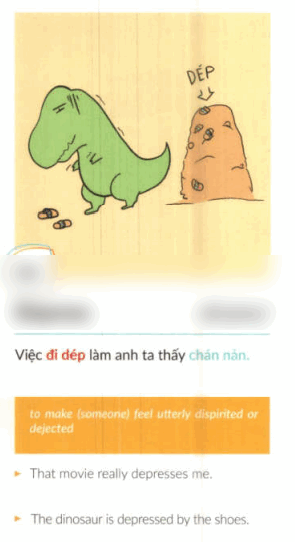 DÉP
Việc đi dép làm anh ta thấy chán nản.
to make (someone) feel utterly dispirited or
dejected
► That movie really depresses me.
► The dinosaur is depressed by the shoes.